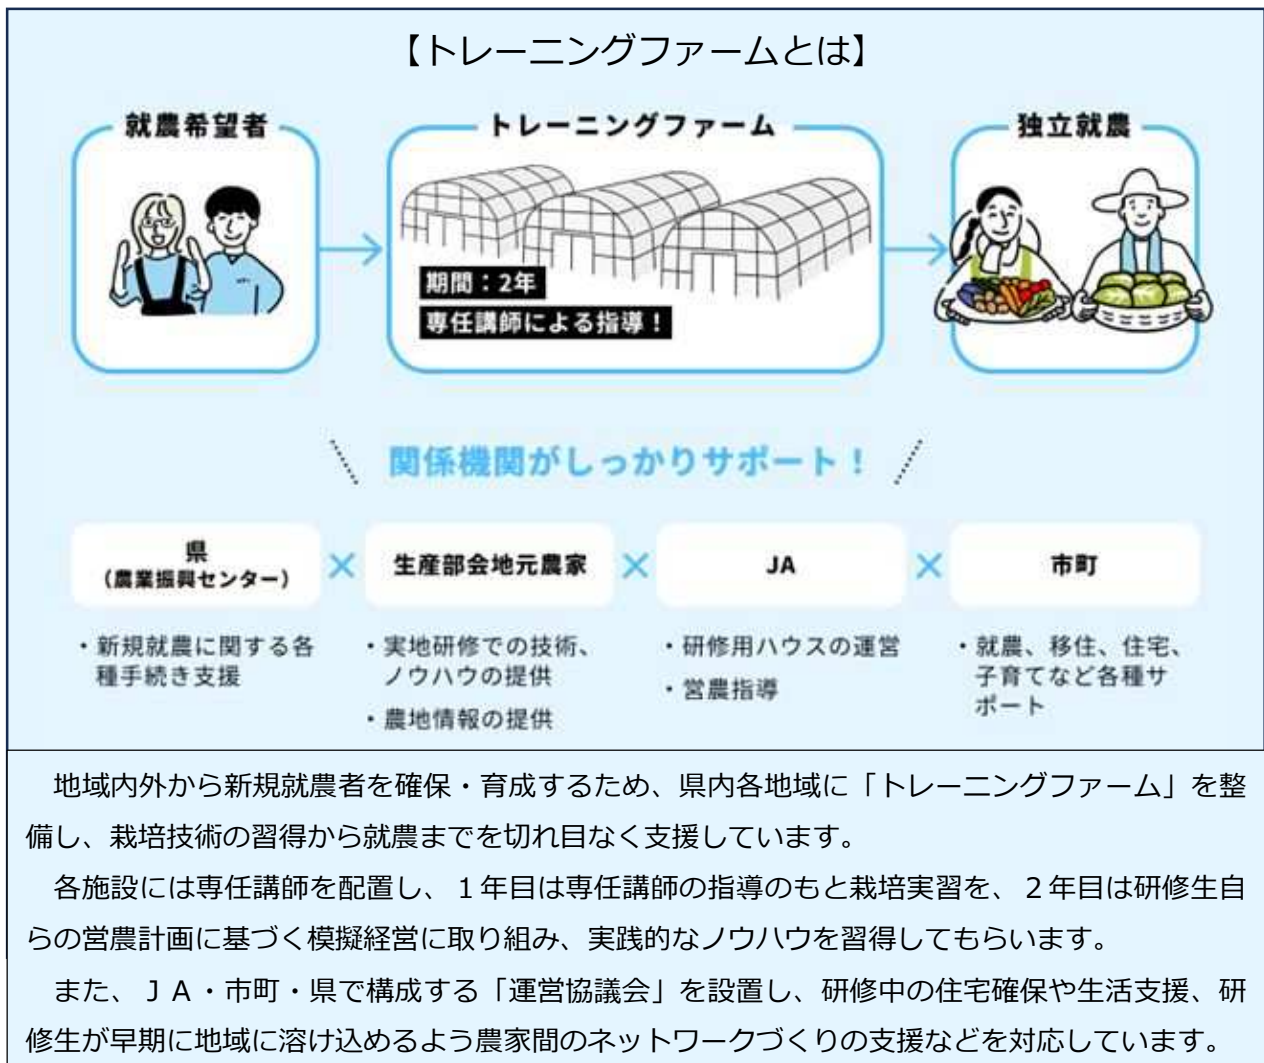 【トレーニングファームとは】
就農希望者
トレーニングファーム
独立就農
期間：2年
専任講師による指導！
関係機関がしっかりサポート！
県
（農業振興センター）
×
生産部会地元農家
×
JA
×
市町
・新規就農に関する各
種手続き支援
・実地研修での技術、
ノウハウの提供
・農地情報の提供
・研修用ハウスの運営
・営農指導
・就農、移住、住宅、
子育てなど各種サ
ポート
地域内外から新規就農者を確保・育成するため、県内各地域に「トレーニングファーム」を整
備し、栽培技術の習得から就農までを切れ目なく支援しています。
各施設には専任講師を配置し、１年目は専任講師の指導のもと栽培実習を、２年目は研修生自
らの営農計画に基づく模擬経営に取り組み、実践的なノウハウを習得してもらいます。
また、ＪＡ・市町・県で構成する「運営協議会」を設置し、研修中の住宅確保や生活支援、研
修生が早期に地域に溶け込めるよう農家間のネットワークづくりの支援などを対応しています。